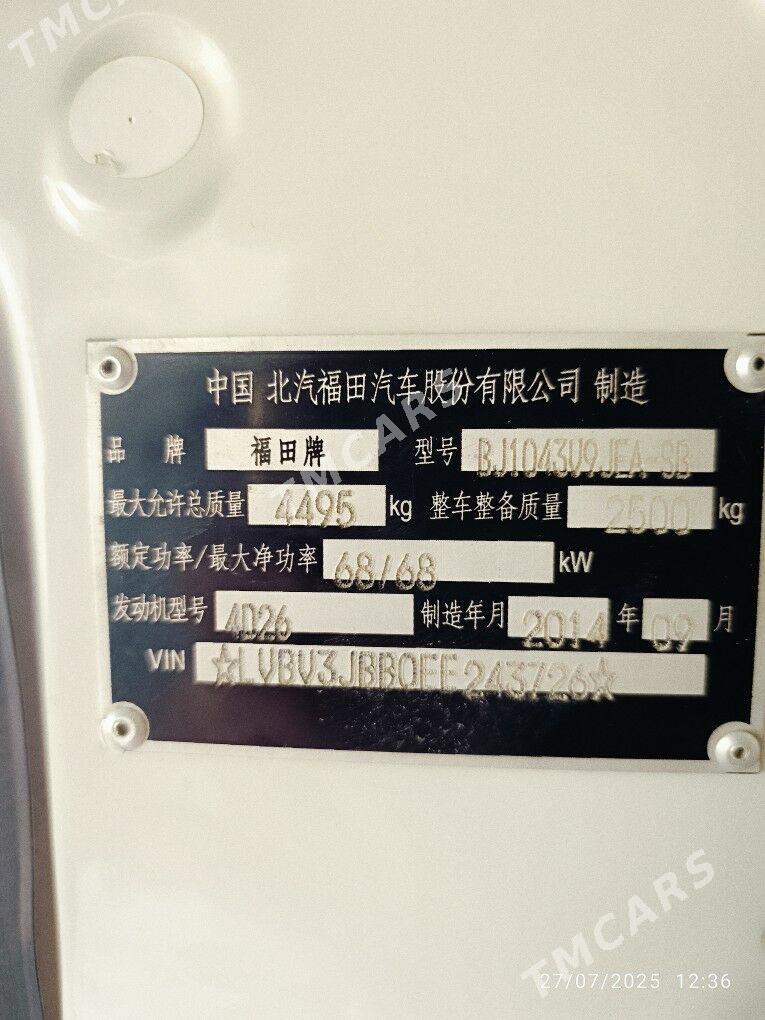 TMCARS
中国 北汽福田汽车股份有限公司 制造
品 牌 福田牌 型号 BJ1043V9JEA-SB
TMCARS
最大允许总质量 4495 kg 整车整备质量 2500 kg
额定功率/最大净功率 68/68 kW
发动机型号 4D26 制造年月 2014 年 09 月
VIN ☆LVBV3JBB0EE243726☆
TMCARS
27/07/2025 12:36